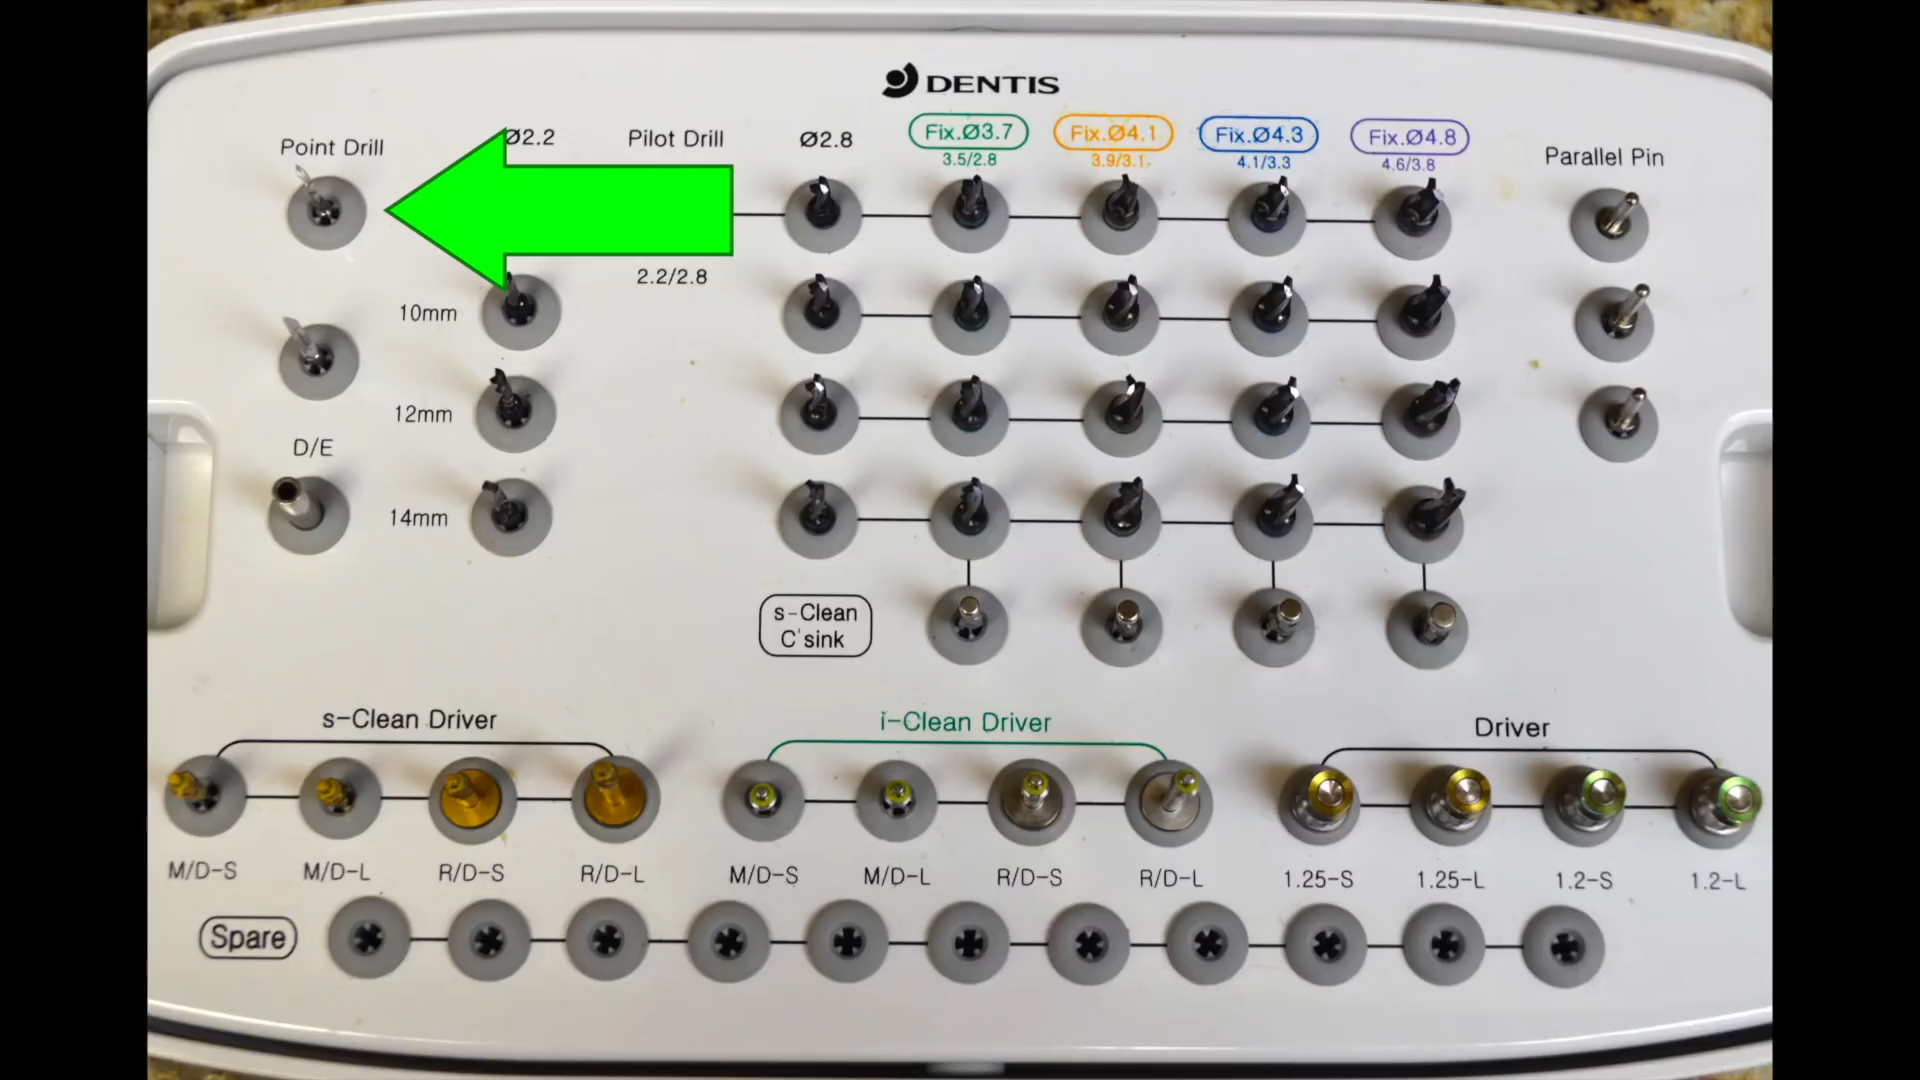 DENTIS
Point Drill
Ø2.2
Pilot Drill
Ø2.8
Fix.Ø3.7
Fix.Ø4.1
Fix.Ø4.3
Fix.Ø4.8
3.5/2.8
3.9/3.1
4.1/3.3
4.6/3.8
Parallel Pin
2.2/2.8
10mm
12mm
D/E
14mm
s-Clean
C'sink
s-Clean Driver
i-Clean Driver
Driver
M/D-S
M/D-L
R/D-S
R/D-L
M/D-S
M/D-L
R/D-S
R/D-L
1.25-S
1.25-L
1.2-S
1.2-L
Spare